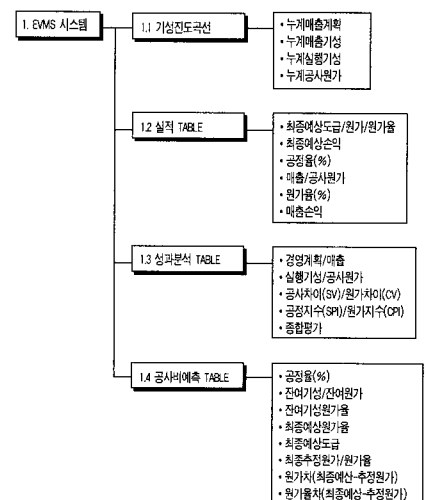 1. EVMS 시스템
1.1 기성진도곡선
• 누계매출계획
• 누계매출기성
• 누계실행기성
• 누계공사원가
1.2 실적 TABLE
• 최종예상도급/원가/원가율
• 최종예상손익
• 공정율(%)
• 매출/공사원가
• 원가율(%)
• 매출손익
1.3 성과분석 TABLE
• 경영계획/매출
• 실행기성/공사원가
• 공사차이(SV)/원가차이(CV)
• 공정지수(SPI)/원가지수(CPI)
• 종합평가
1.4 공사비예측 TABLE
• 공정율(%)
• 잔여기성/잔여원가
• 잔여기성원가율
• 최종예상원가율
• 최종예상도급
• 최종추정원가/원가율
• 원가차(최종예산-추정원가)
• 원가율차(최종예상-추정원가)